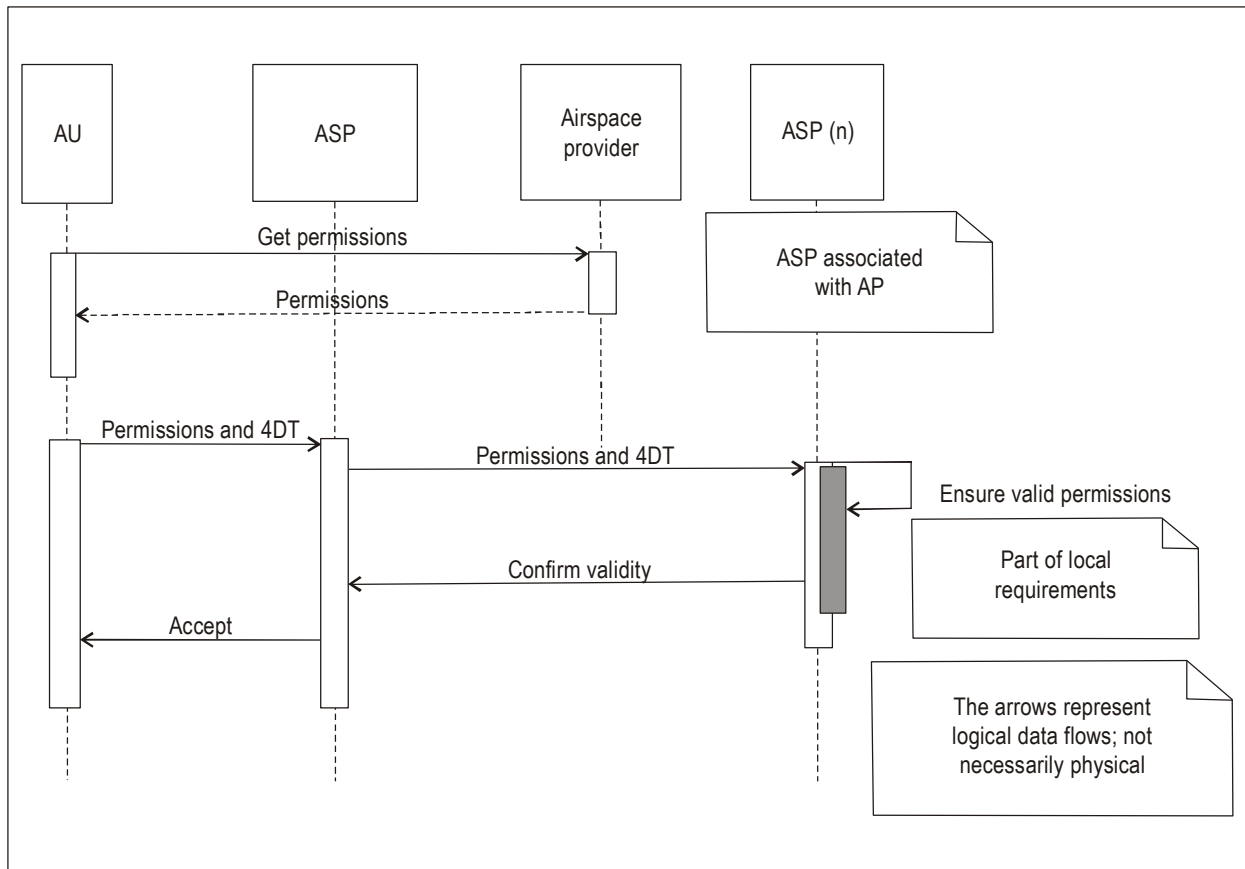 AU
ASP
Airspace
provider
ASP (n)
Get permissions
ASP associated
with AP
Permissions
Permissions and 4DT
Permissions and 4DT
Ensure valid permissions
Part of local
requirements
Confirm validity
Accept
The arrows represent
logical data flows; not
necessarily physical